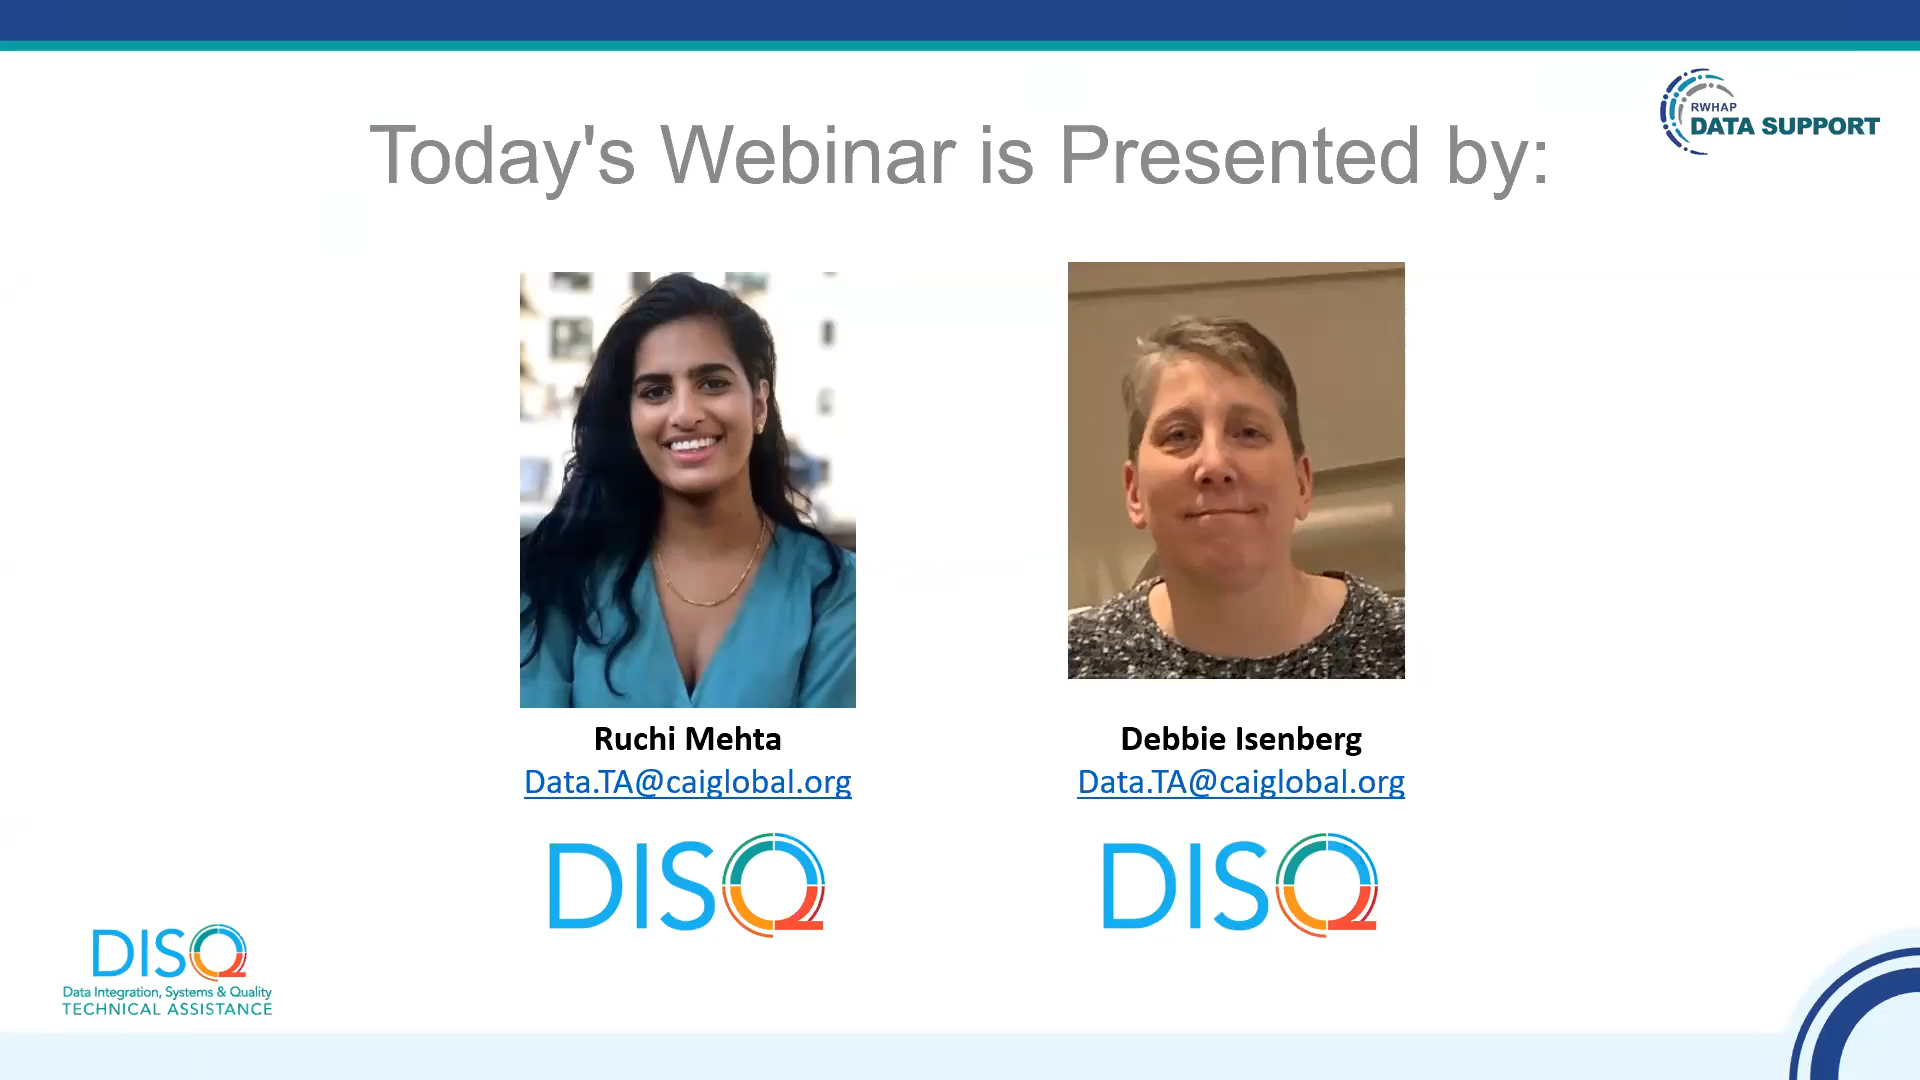 RWHAP
DATA SUPPORT
Today's Webinar is Presented by:
Ruchi Mehta
Data.TA@caiglobal.org
DISQ
Debbie Isenberg
Data.TA@caiglobal.org
DISQ
DISQ
Data Integration, Systems & Quality
TECHNICAL ASSISTANCE